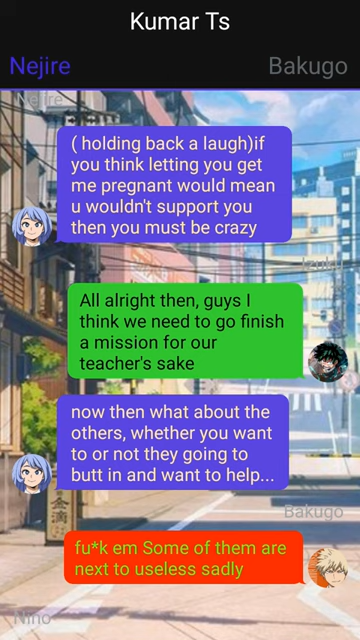 Kumar Ts
Nejire
Bakugo
Nejire
( holding back a laugh)if
you think letting you get
me pregnant would mean
u wouldn't support you
then you must be crazy
Izuku
All alright then, guys I
think we need to go finish
a mission for our
teacher's sake
now then what about the
others, whether you want
to or not they going to
butt in and want to help...
Bakugo
fu*k em Some of them are
next to useless sadly
Nino